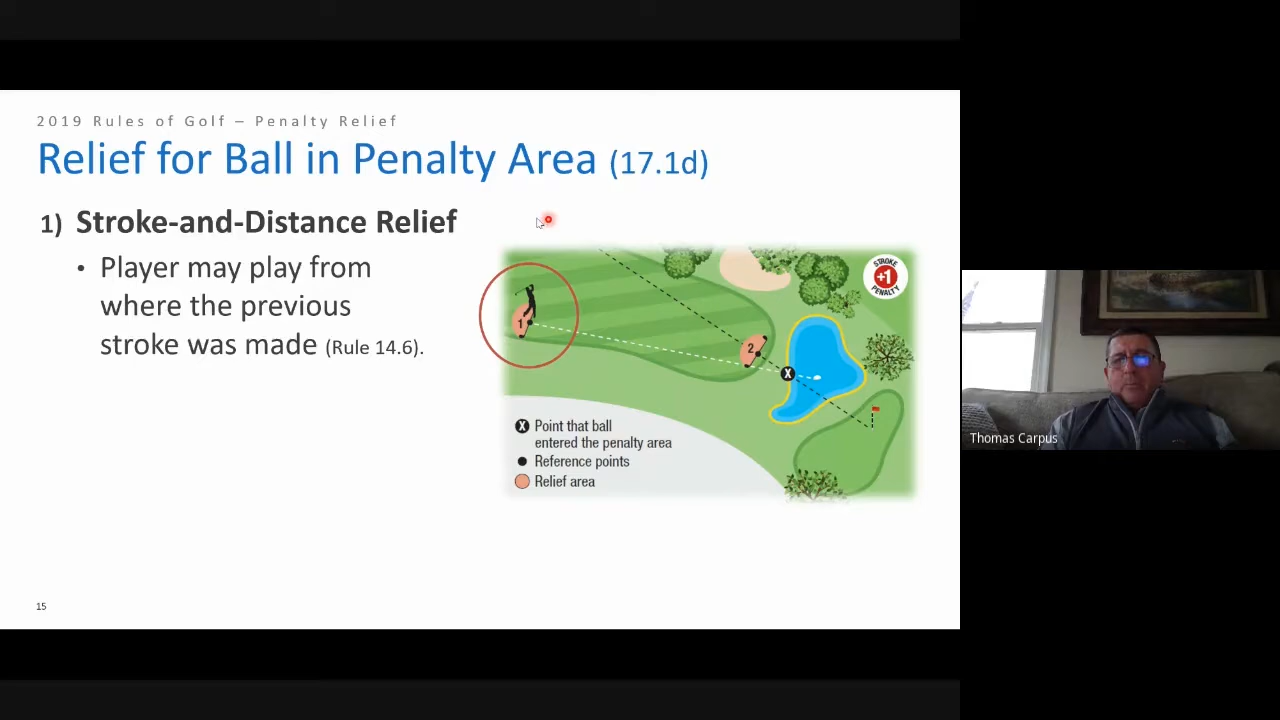 2019 Rules of Golf – Penalty Relief
Relief for Ball in Penalty Area (17.1d)
1) Stroke-and-Distance Relief
• Player may play from
where the previous
stroke was made (Rule 14.6).
STROKE
+1
PENALTY
1
2
X
X Point that ball
entered the penalty area
Reference points
Relief area
15
Thomas Carpus